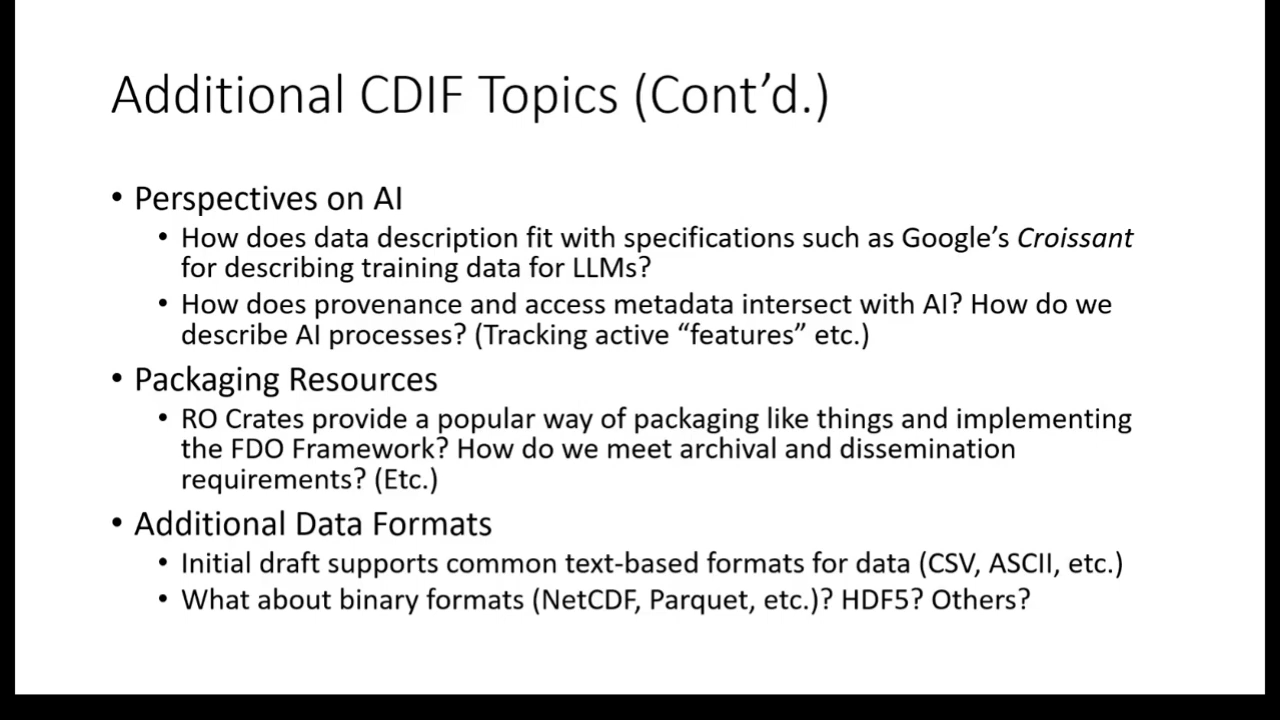 Additional CDIF Topics (Cont’d.)
• Perspectives on AI
• How does data description fit with specifications such as Google’s Croissant
for describing training data for LLMs?
• How does provenance and access metadata intersect with AI? How do we
describe AI processes? (Tracking active “features” etc.)
• Packaging Resources
• RO Crates provide a popular way of packaging like things and implementing
the FDO Framework? How do we meet archival and dissemination
requirements? (Etc.)
• Additional Data Formats
• Initial draft supports common text-based formats for data (CSV, ASCII, etc.)
• What about binary formats (NetCDF, Parquet, etc.)? HDF5? Others?